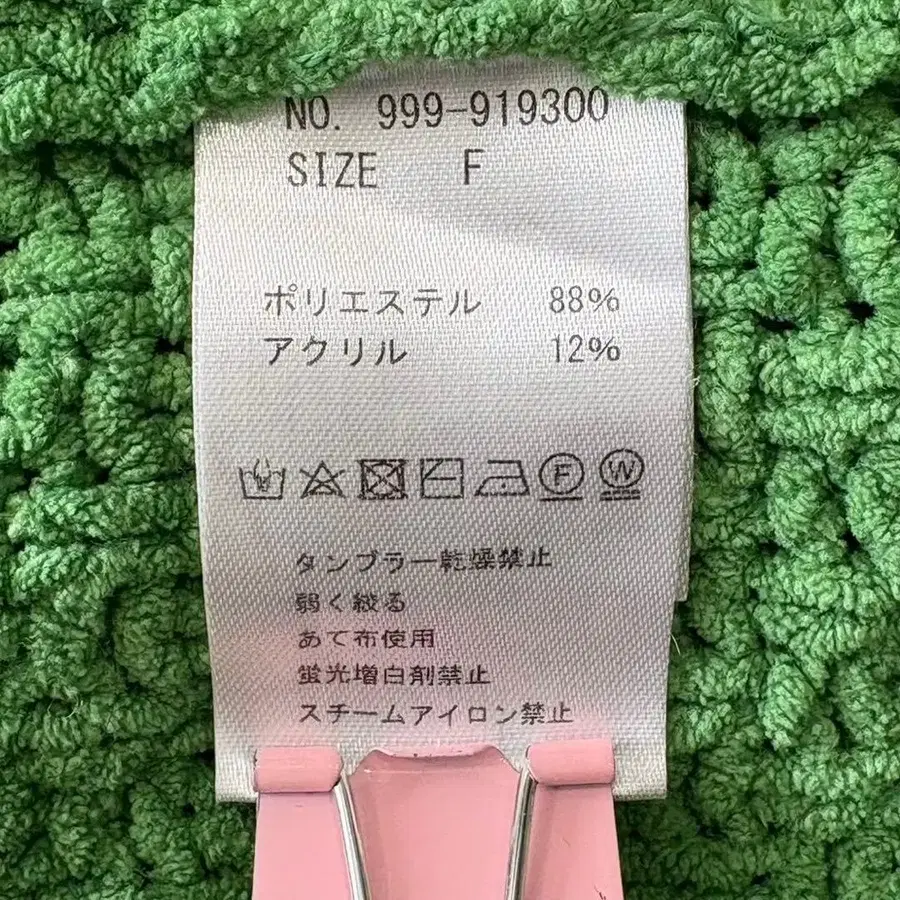 NO. 999-919300
SIZE F
ポリエステル 88%
アクリル 12%
F W
タンブラー乾燥禁止
弱く絞る
あて布使用
蛍光増白剤禁止
スチームアイロン禁止